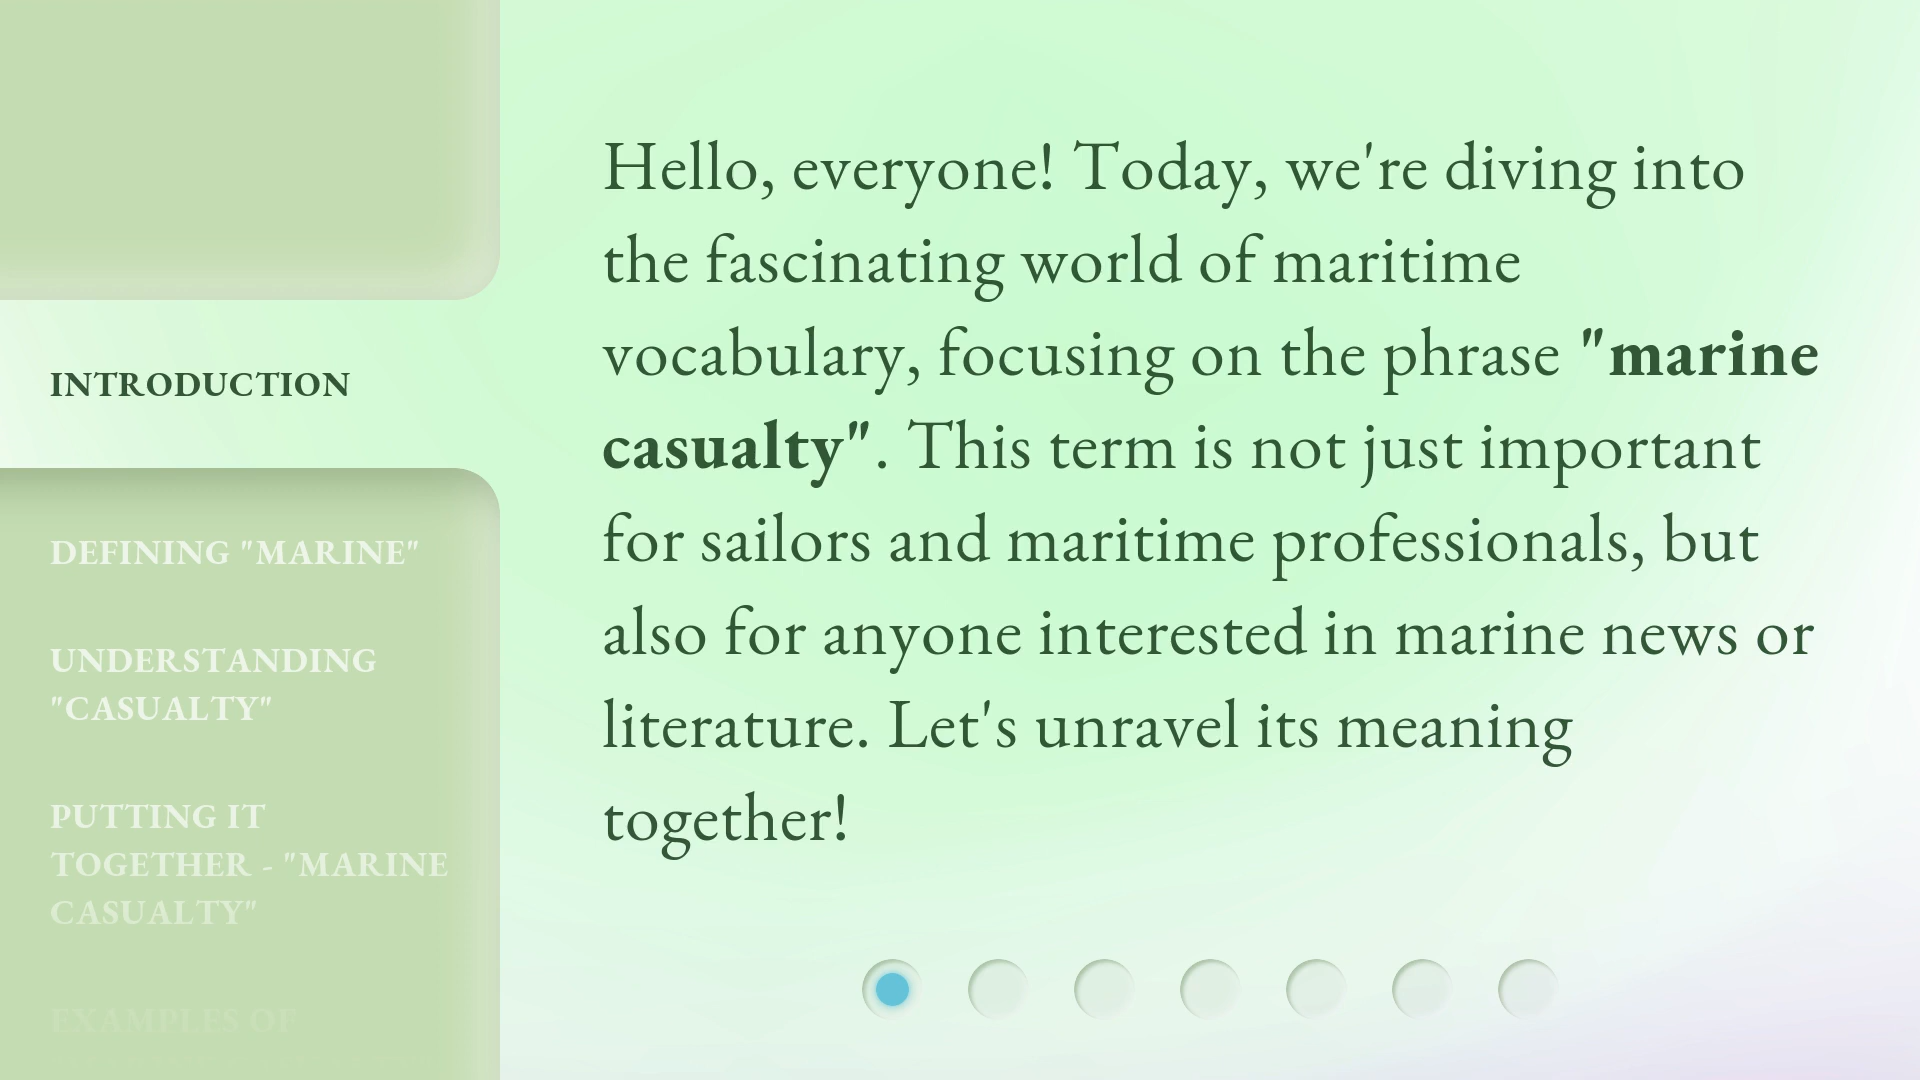 INTRODUCTION
DEFINING "MARINE"
UNDERSTANDING
"CASUALTY"
PUTTING IT
TOGETHER - "MARINE
CASUALTY"
EXAMPLES OF
Hello, everyone! Today, we're diving into
the fascinating world of maritime
vocabulary, focusing on the phrase "marine
casualty". This term is not just important
for sailors and maritime professionals, but
also for anyone interested in marine news or
literature. Let's unravel its meaning
together!